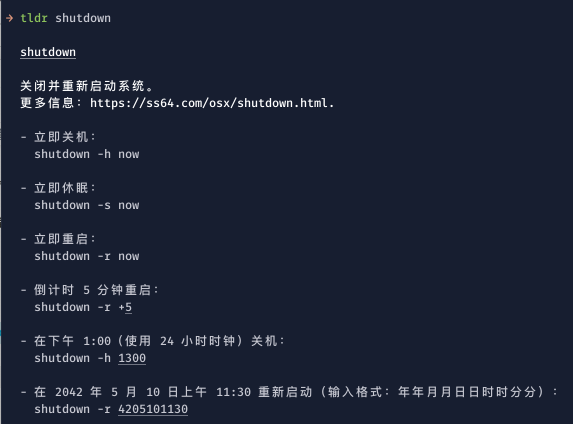 → tldr shutdown
shutdown
关闭并重新启动系统。
更多信息：https://ss64.com/osx/shutdown.html.
- 立即关机：
shutdown -h now
- 立即休眠：
shutdown -s now
- 立即重启：
shutdown -r now
- 倒计时 5 分钟重启：
shutdown -r +5
- 在下午 1:00（使用 24 小时时钟）关机：
shutdown -h 1300
- 在 2042 年 5 月 10 日上午 11:30 重新启动（输入格式：年年月月日日时时分分）：
shutdown -r 4205101130